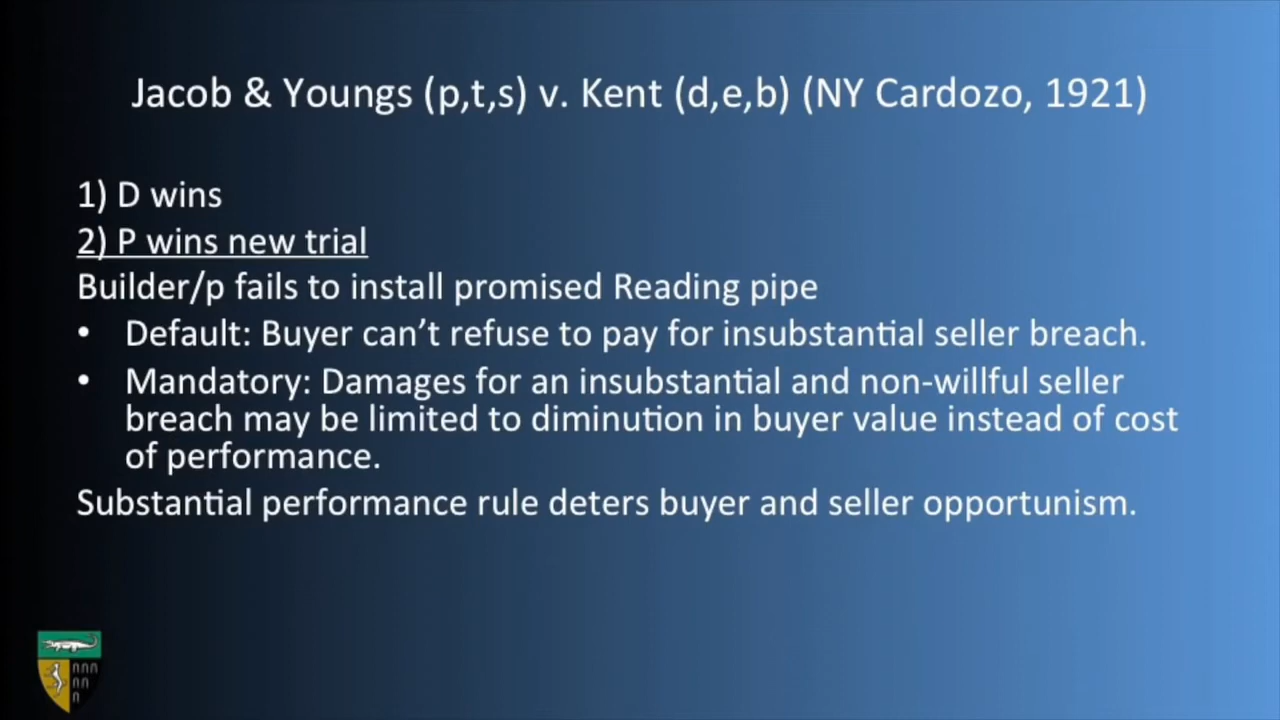 Jacob & Youngs (p,t,s) v. Kent (d,e,b) (NY Cardozo, 1921)
1) D wins
2) P wins new trial
Builder/p fails to install promised Reading pipe
• Default: Buyer can’t refuse to pay for insubstantial seller breach.
• Mandatory: Damages for an insubstantial and non-willful seller
breach may be limited to diminution in buyer value instead of cost
of performance.
Substantial performance rule deters buyer and seller opportunism.